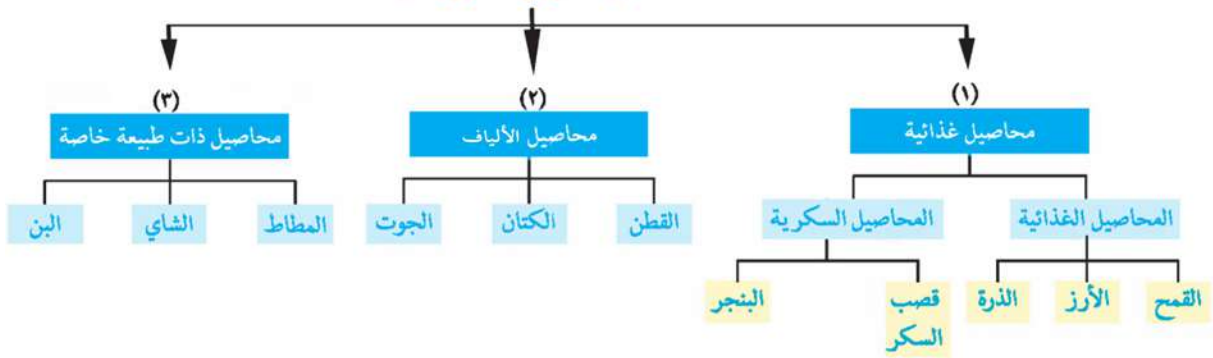 (١)
(٢)
(٣)
محاصيل غذائية
محاصيل الألياف
محاصيل ذات طبيعة خاصة
المحاصيل الغذائية
المحاصيل السكرية
القطن
الكتان
الجوت
المطاط
الشاي
البن
القمح
الأرز
الذرة
قصب
السكر
البنجر